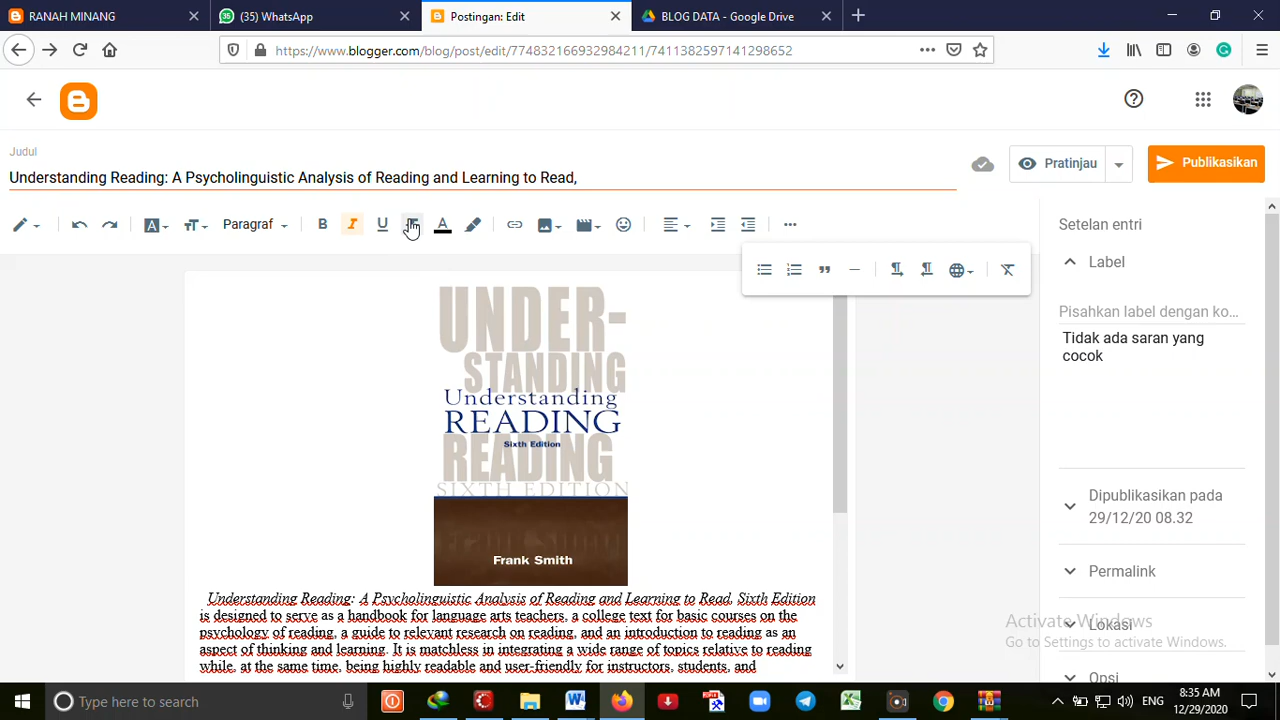 RANAH MINANG
(35) WhatsApp
Postingan: Edit
BLOG DATA - Google Drive
https://www.blogger.com/blog/post/edit/774832166932984211/7411382597141298652
Judul
Understanding Reading: A Psycholinguistic Analysis of Reading and Learning to Read,
Pratinjau
Publikasikan
Paragraf
Setelan entri
Label
Pisahkan label dengan ko...
Tidak ada saran yang
cocok
UNDER-
STANDING
Understanding
READING
Sixth Edition
READING
SIXTH EDITION
Frank Smith
Understanding Reading: A Psycholinguistic Analysis of Reading and Learning to Read, Sixth Edition
is designed to serve as a handbook for language arts teachers, a college text for basic courses on the
psychology of reading, a guide to relevant research on reading, and an introduction to reading as an
aspect of thinking and learning. It is matchless in integrating a wide range of topics relative to reading
while, at the same time, being highly readable and user-friendly for instructors, students, and
Dipublikasikan pada
29/12/20 08.32
Permalink
Lokasi
Activate Windows
Go to Settings to activate Windows.
Opsi
Type here to search
ENG
8:35 AM
12/29/2020